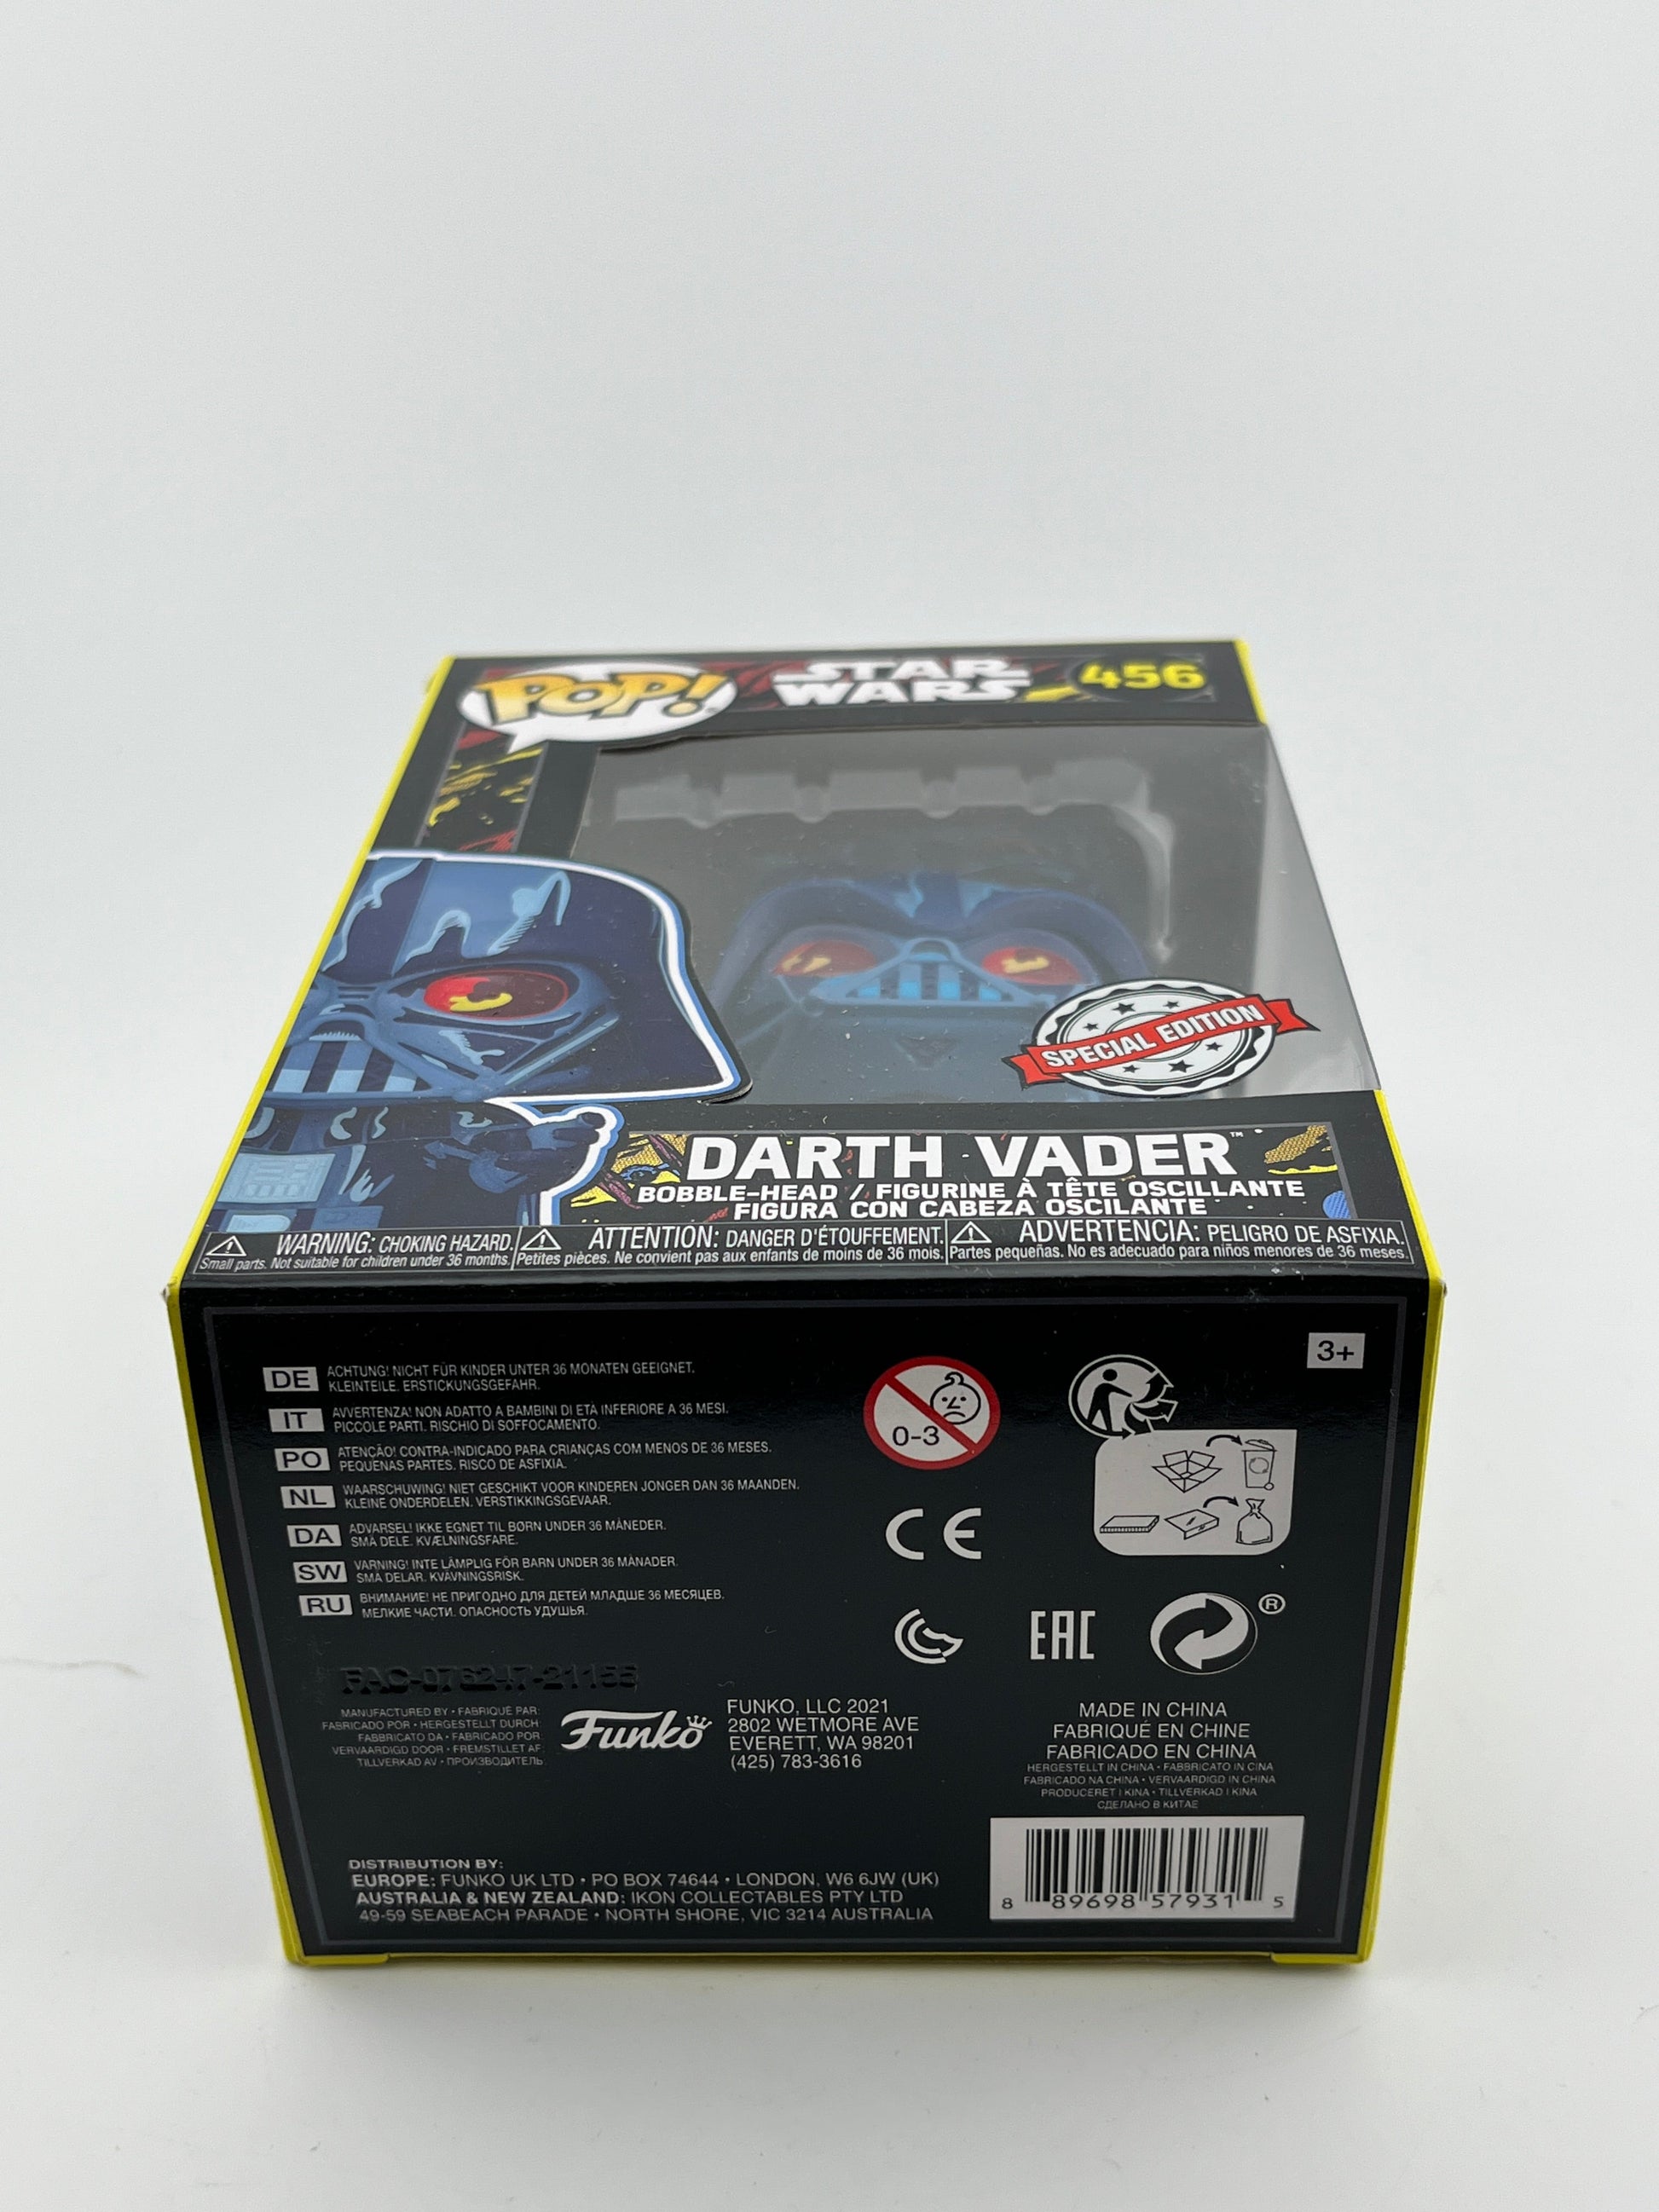 POP!
STAR
WARS
456
SPECIAL EDITION
DARTH VADER™
BOBBLE-HEAD / FIGURINE À TÊTE OSCILLANTE
FIGURA CON CABEZA OSCILANTE
WARNING: CHOKING HAZARD.
Small parts. Not suitable for children under 36 months.
ATTENTION: DANGER D'ÉTOUFFEMENT.
Petites pièces. Ne convient pas aux enfants de moins de 36 mois.
ADVERTENCIA: PELIGRO DE ASFIXIA.
Partes pequeñas. No es adecuado para niños menores de 36 meses.
3+
DE ACHTUNG! NICHT FÜR KINDER UNTER 36 MONATEN GEEIGNET.
KLEINTEILE. ERSTICKUNGSGEFAHR.
IT AVVERTENZA! NON ADATTO A BAMBINI DI ETÀ INFERIORE A 36 MESI.
PICCOLE PARTI. RISCHIO DI SOFFOCAMENTO.
PO ATENÇÃO! CONTRA-INDICADO PARA CRIANÇAS COM MENOS DE 36 MESES.
PEQUENAS PARTES. RISCO DE ASFIXIA.
NL WAARSCHUWING! NIET GESCHIKT VOOR KINDEREN JONGER DAN 36 MAANDEN.
KLEINE ONDERDELEN. VERSTIKKINGSGEVAAR.
DA ADVARSEL! IKKE EGNET TIL BØRN UNDER 36 MÅNEDER.
SMÅ DELE. KVÆLNINGSFARE.
SW VARNING! INTE LÄMPLIG FÖR BARN UNDER 36 MÅNADER.
SMÅ DELAR. KVÄVNINGSRISK.
RU ВНИМАНИЕ! НЕ ПРИГОДНО ДЛЯ ДЕТЕЙ МЛАДШЕ 36 МЕСЯЦЕВ.
МЕЛКИЕ ЧАСТИ. ОПАСНОСТЬ УДУШЬЯ.
0-3
CE
EAC
®
FAC-076247-21155
MANUFACTURED BY • FABRIQUÉ PAR:
FABRICADO POR • HERGESTELLT DURCH:
FABBRICATO DA • FABRICADO POR:
VERVAARDIGD DOOR • FREMSTILLET AF:
TILLVERKAD AV • ПРОИЗВОДИТЕЛЬ
Funko
FUNKO, LLC 2021
2802 WETMORE AVE
EVERETT, WA 98201
(425) 783-3616
MADE IN CHINA
FABRIQUÉ EN CHINE
FABRICADO EN CHINA
HERGESTELLT IN CHINA • FABBRICATO IN CINA
FABRICADO NA CHINA • VERVAARDIGD IN CHINA
PRODUCERET I KINA • TILLVERKAD I KINA
СДЕЛАНО В КИТАЕ
DISTRIBUTION BY:
EUROPE: FUNKO UK LTD • PO BOX 74644 • LONDON, W6 6JW (UK)
AUSTRALIA & NEW ZEALAND: IKON COLLECTABLES PTY LTD
49-59 SEABEACH PARADE • NORTH SHORE, VIC 3214 AUSTRALIA
8 89698 57931 5